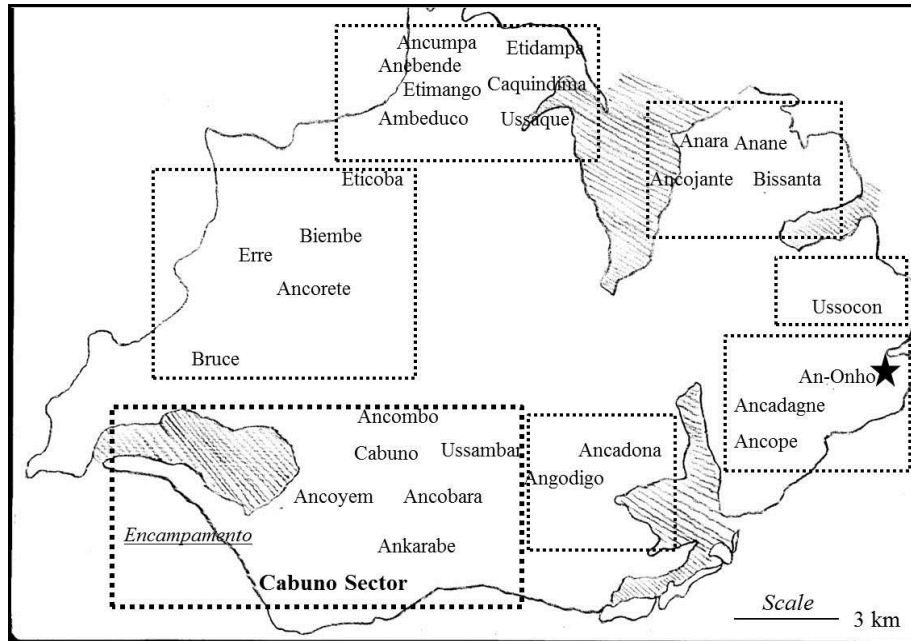 Ancumpa
Etidampa
Anebende
Etimango
Caquindima
Ambeduco
Ussaque
Anara
Anane
Ancojante
Bissanta
Eticoba
Biembe
Erre
Ancorete
Bruce
Ussocon
An-Onho
Ancadagne
Ancope
Ancombo
Cabuno
Ussambar
Ancoyem
Ancobara
Ankarabe
Encampamento
Cabuno Sector
Ancadona
Angodigo
Scale
3 km